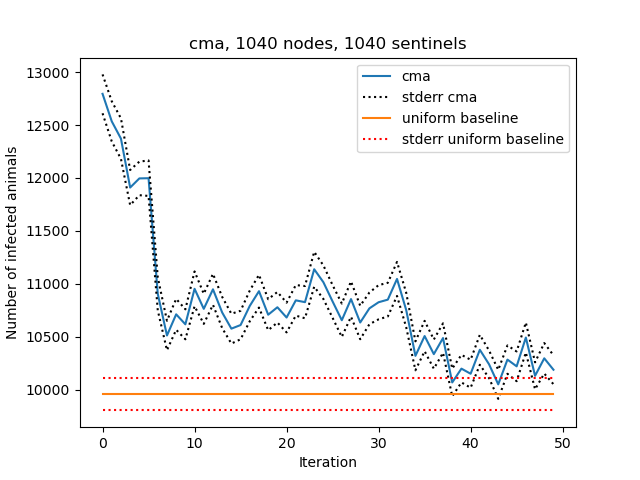 cma, 1040 nodes, 1040 sentinels
13000
12500
12000
11500
11000
10500
10000
Number of infected animals
cma
stderr cma
uniform baseline
stderr uniform baseline
0
10
20
30
40
50
Iteration